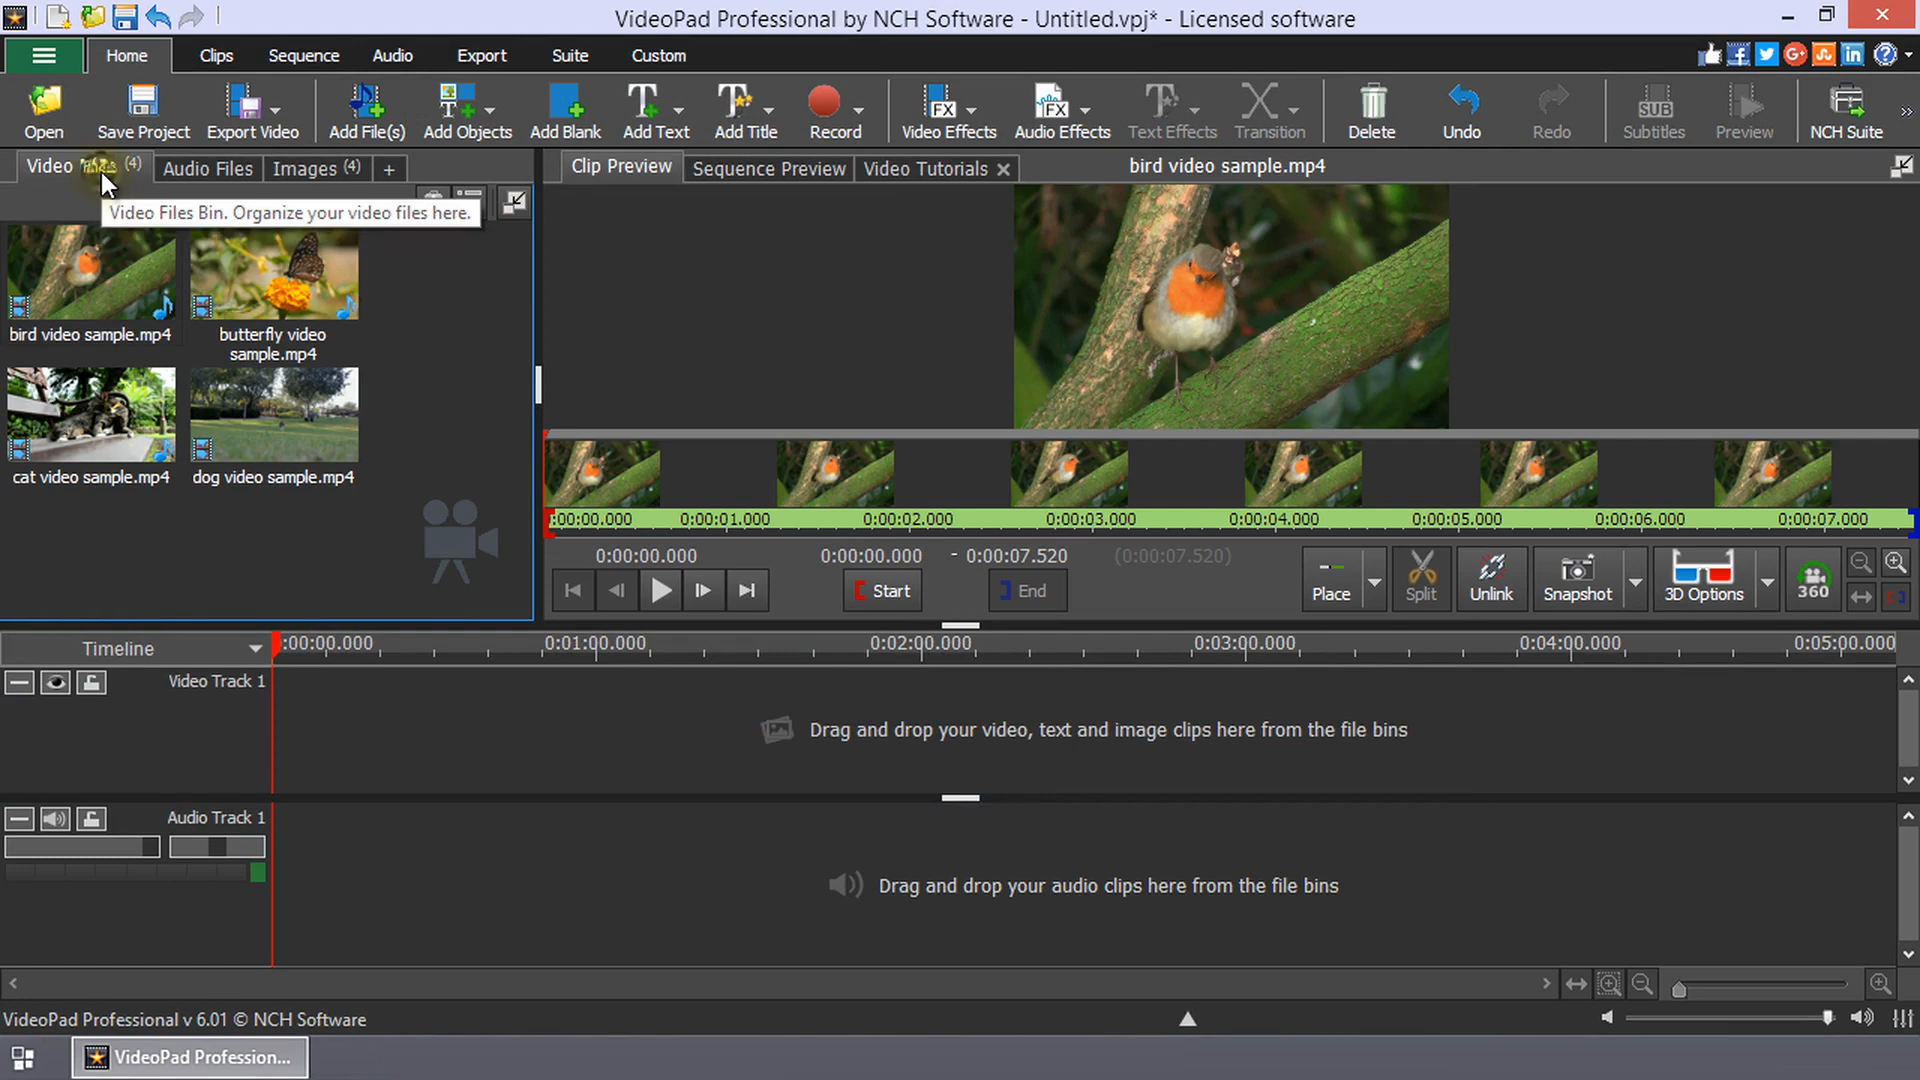 VideoPad Professional by NCH Software - Untitled.vpj* - Licensed software
Home Clips Sequence Audio Export Suite Custom
Open Save Project Export Video Add File(s) Add Objects Add Blank Add Text Add Title Record Video Effects Audio Effects Text Effects Transition Delete Undo Redo Subtitles Preview NCH Suite
FX FX SUB
Video Files (4) Audio Files Images (4) + Clip Preview Sequence Preview Video Tutorials bird video sample.mp4
Video Files Bin. Organize your video files here.
bird video sample.mp4
butterfly video
sample.mp4
cat video sample.mp4
dog video sample.mp4
:00:00.000 0:00:01.000 0:00:02.000 0:00:03.000 0:00:04.000 0:00:05.000 0:00:06.000 0:00:07.000
0:00:00.000 0:00:00.000 - 0:00:07.520 (0:00:07.520)
Start End Place Split Unlink Snapshot 3D Options 360
Timeline :00:00.000 0:01:00.000 0:02:00.000 0:03:00.000 0:04:00.000 0:05:00.000
Video Track 1
Drag and drop your video, text and image clips here from the file bins
Audio Track 1
Drag and drop your audio clips here from the file bins
VideoPad Professional v 6.01 © NCH Software
VideoPad Profession...